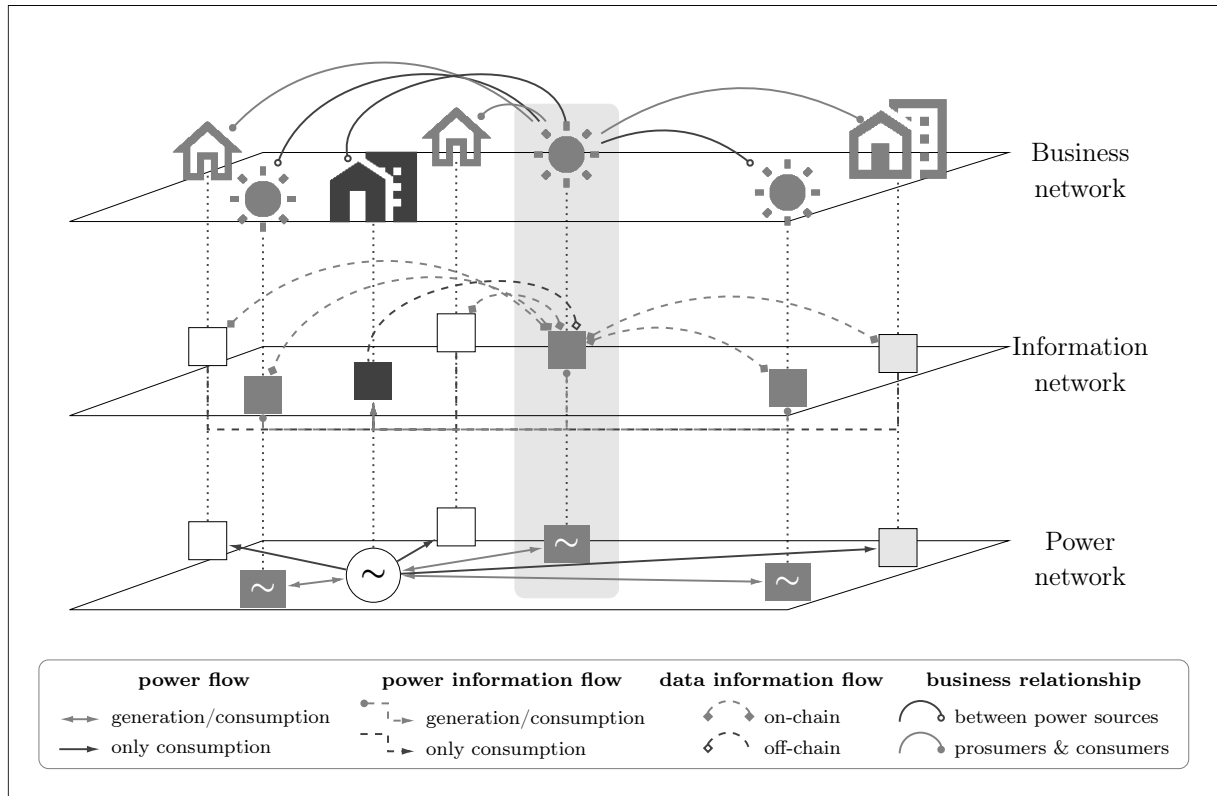 Business
network
Information
network
~
~
~
~
Power
network
power flow
generation/consumption
only consumption
power information flow
generation/consumption
only consumption
data information flow
on-chain
off-chain
business relationship
between power sources
prosumers & consumers